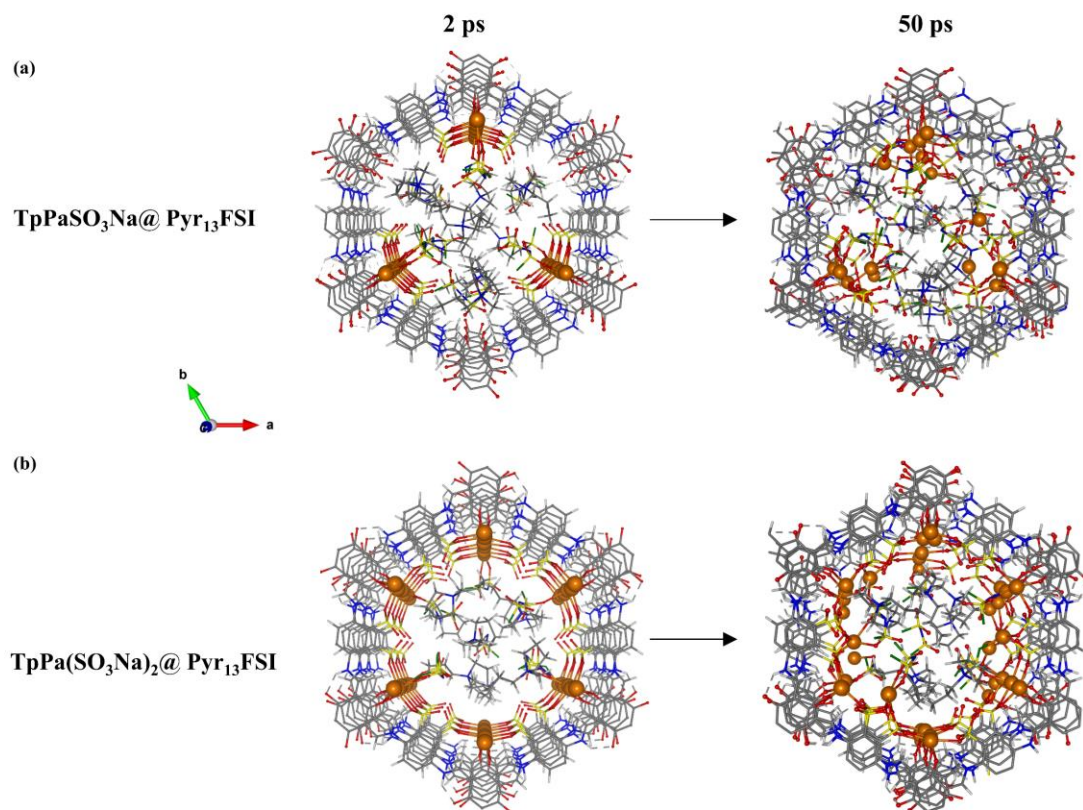 2 ps
50 ps
(a)
TpPaSO₃Na@ Pyr₁₃FSI
b
a
(b)
TpPa(SO₃Na)₂@ Pyr₁₃FSI